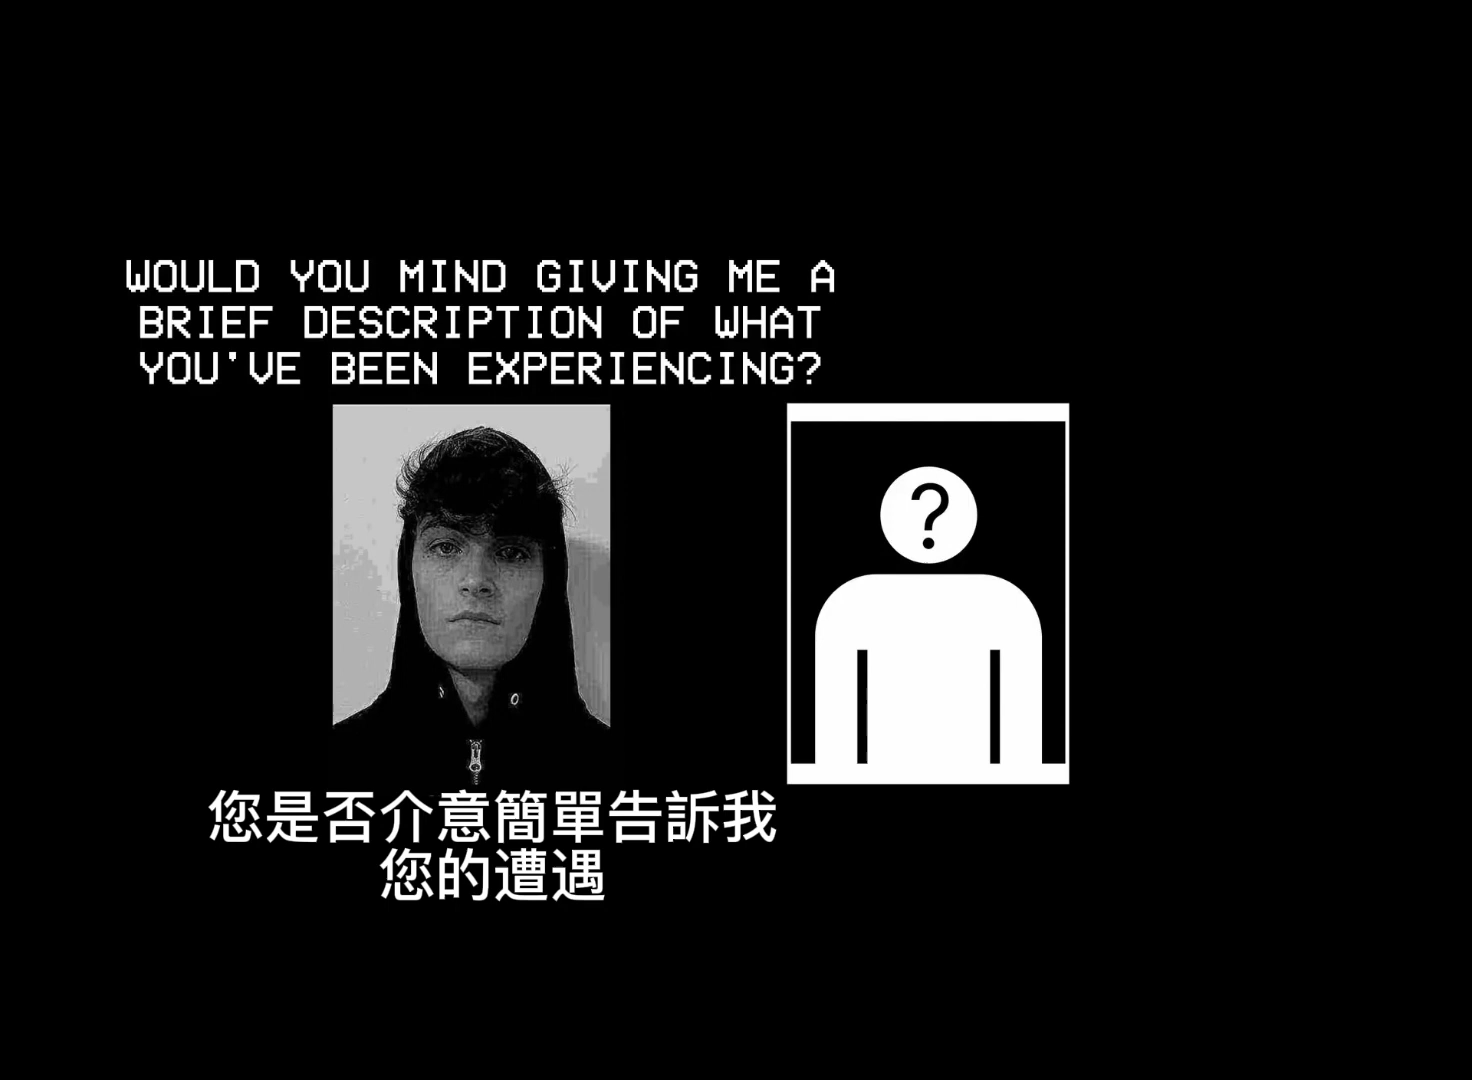 WOULD YOU MIND GIVING ME A
BRIEF DESCRIPTION OF WHAT
YOU'VE BEEN EXPERIENCING?
?
您是否介意簡單告訴我
您的遭遇